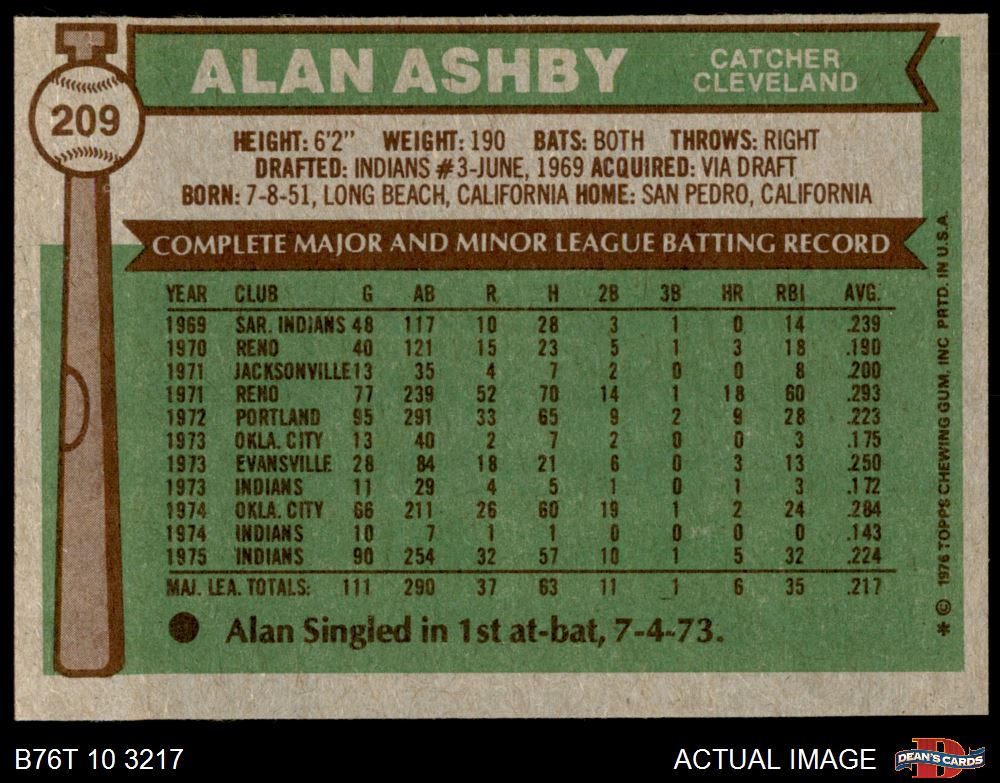 209
ALAN ASHBY
CATCHER
CLEVELAND
HEIGHT: 6'2" WEIGHT: 190 BATS: BOTH THROWS: RIGHT
DRAFTED: INDIANS #3-JUNE, 1969 ACQUIRED: VIA DRAFT
BORN: 7-8-51, LONG BEACH, CALIFORNIA HOME: SAN PEDRO, CALIFORNIA
COMPLETE MAJOR AND MINOR LEAGUE BATTING RECORD
YEAR CLUB G AB R H 2B 3B HR RBI AVG.
1969 SAR. INDIANS 48 117 10 28 3 1 0 14 .239
1970 RENO 40 121 15 23 5 1 3 18 .190
1971 JACKSONVILLE 13 35 4 7 2 0 0 8 .200
1971 RENO 77 239 52 70 14 1 18 60 .293
1972 PORTLAND 95 291 33 65 9 2 9 28 .223
1973 OKLA. CITY 13 40 2 7 2 0 0 3 .175
1973 EVANSVILLE 28 84 18 21 6 0 3 13 .250
1973 INDIANS 11 29 4 5 1 0 1 3 .172
1974 OKLA. CITY 66 211 26 60 19 1 2 24 .284
1974 INDIANS 10 7 1 1 0 0 0 0 .143
1975 INDIANS 90 254 32 57 10 1 5 32 .224
MAJ. LEA. TOTALS: 111 290 37 63 11 1 6 35 .217
● Alan Singled in 1st at-bat, 7-4-73.
* © 1976 TOPPS CHEWING GUM, INC PRTD. IN U.S.A.
B76T 10 3217
ACTUAL IMAGE
D
DEAN'S CARDS